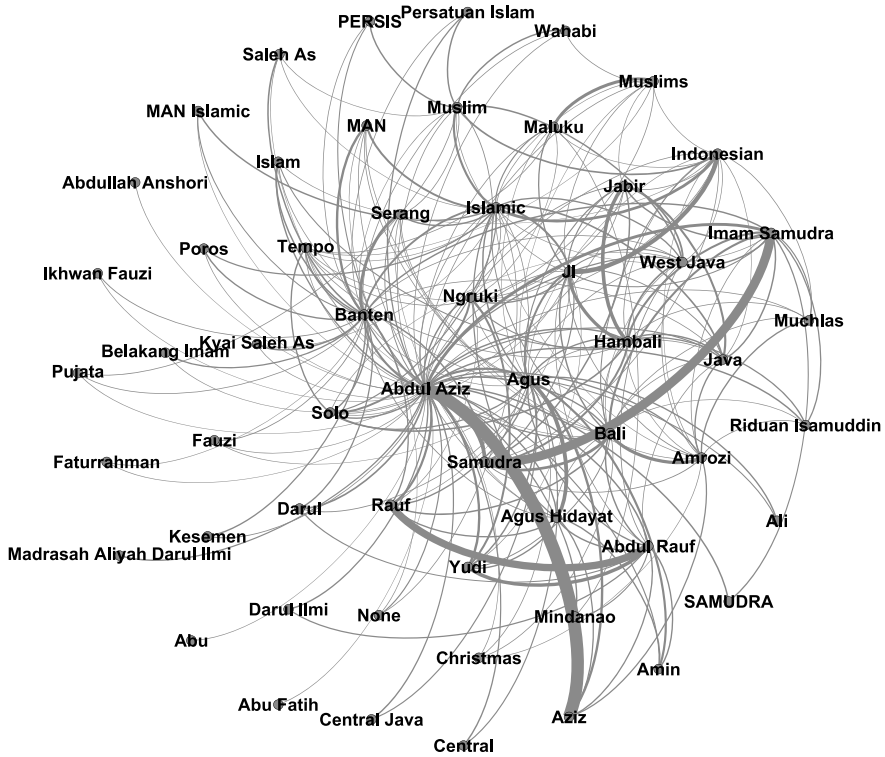 Persatuan Islam
PERSIS
Wahabi
Saleh As
Muslims
MAN Islamic
Muslim
MAN
Maluku
Indonesian
Islam
Abdullah Anshori
Jabir
Islamic
Serang
Imam Samudra
Poros
Tempo
West Java
Ikhwan Fauzi
JI
Ngruki
Banten
Muchlas
Kyai Saleh As
Hambali
Belakang Imam
Java
Pujata
Abdul Aziz
Agus
Solo
Riduan Isamuddin
Fauzi
Bali
Faturrahman
Samudra
Amrozi
Darul
Rauf
Agus Hidayat
Ali
Kesemen
Abdul Rauf
Madrasah Aliyah Darul Ilmi
Yudi
SAMUDRA
Darul Ilmi
None
Mindanao
Abu
Christmas
Amin
Abu Fatih
Central Java
Aziz
Central